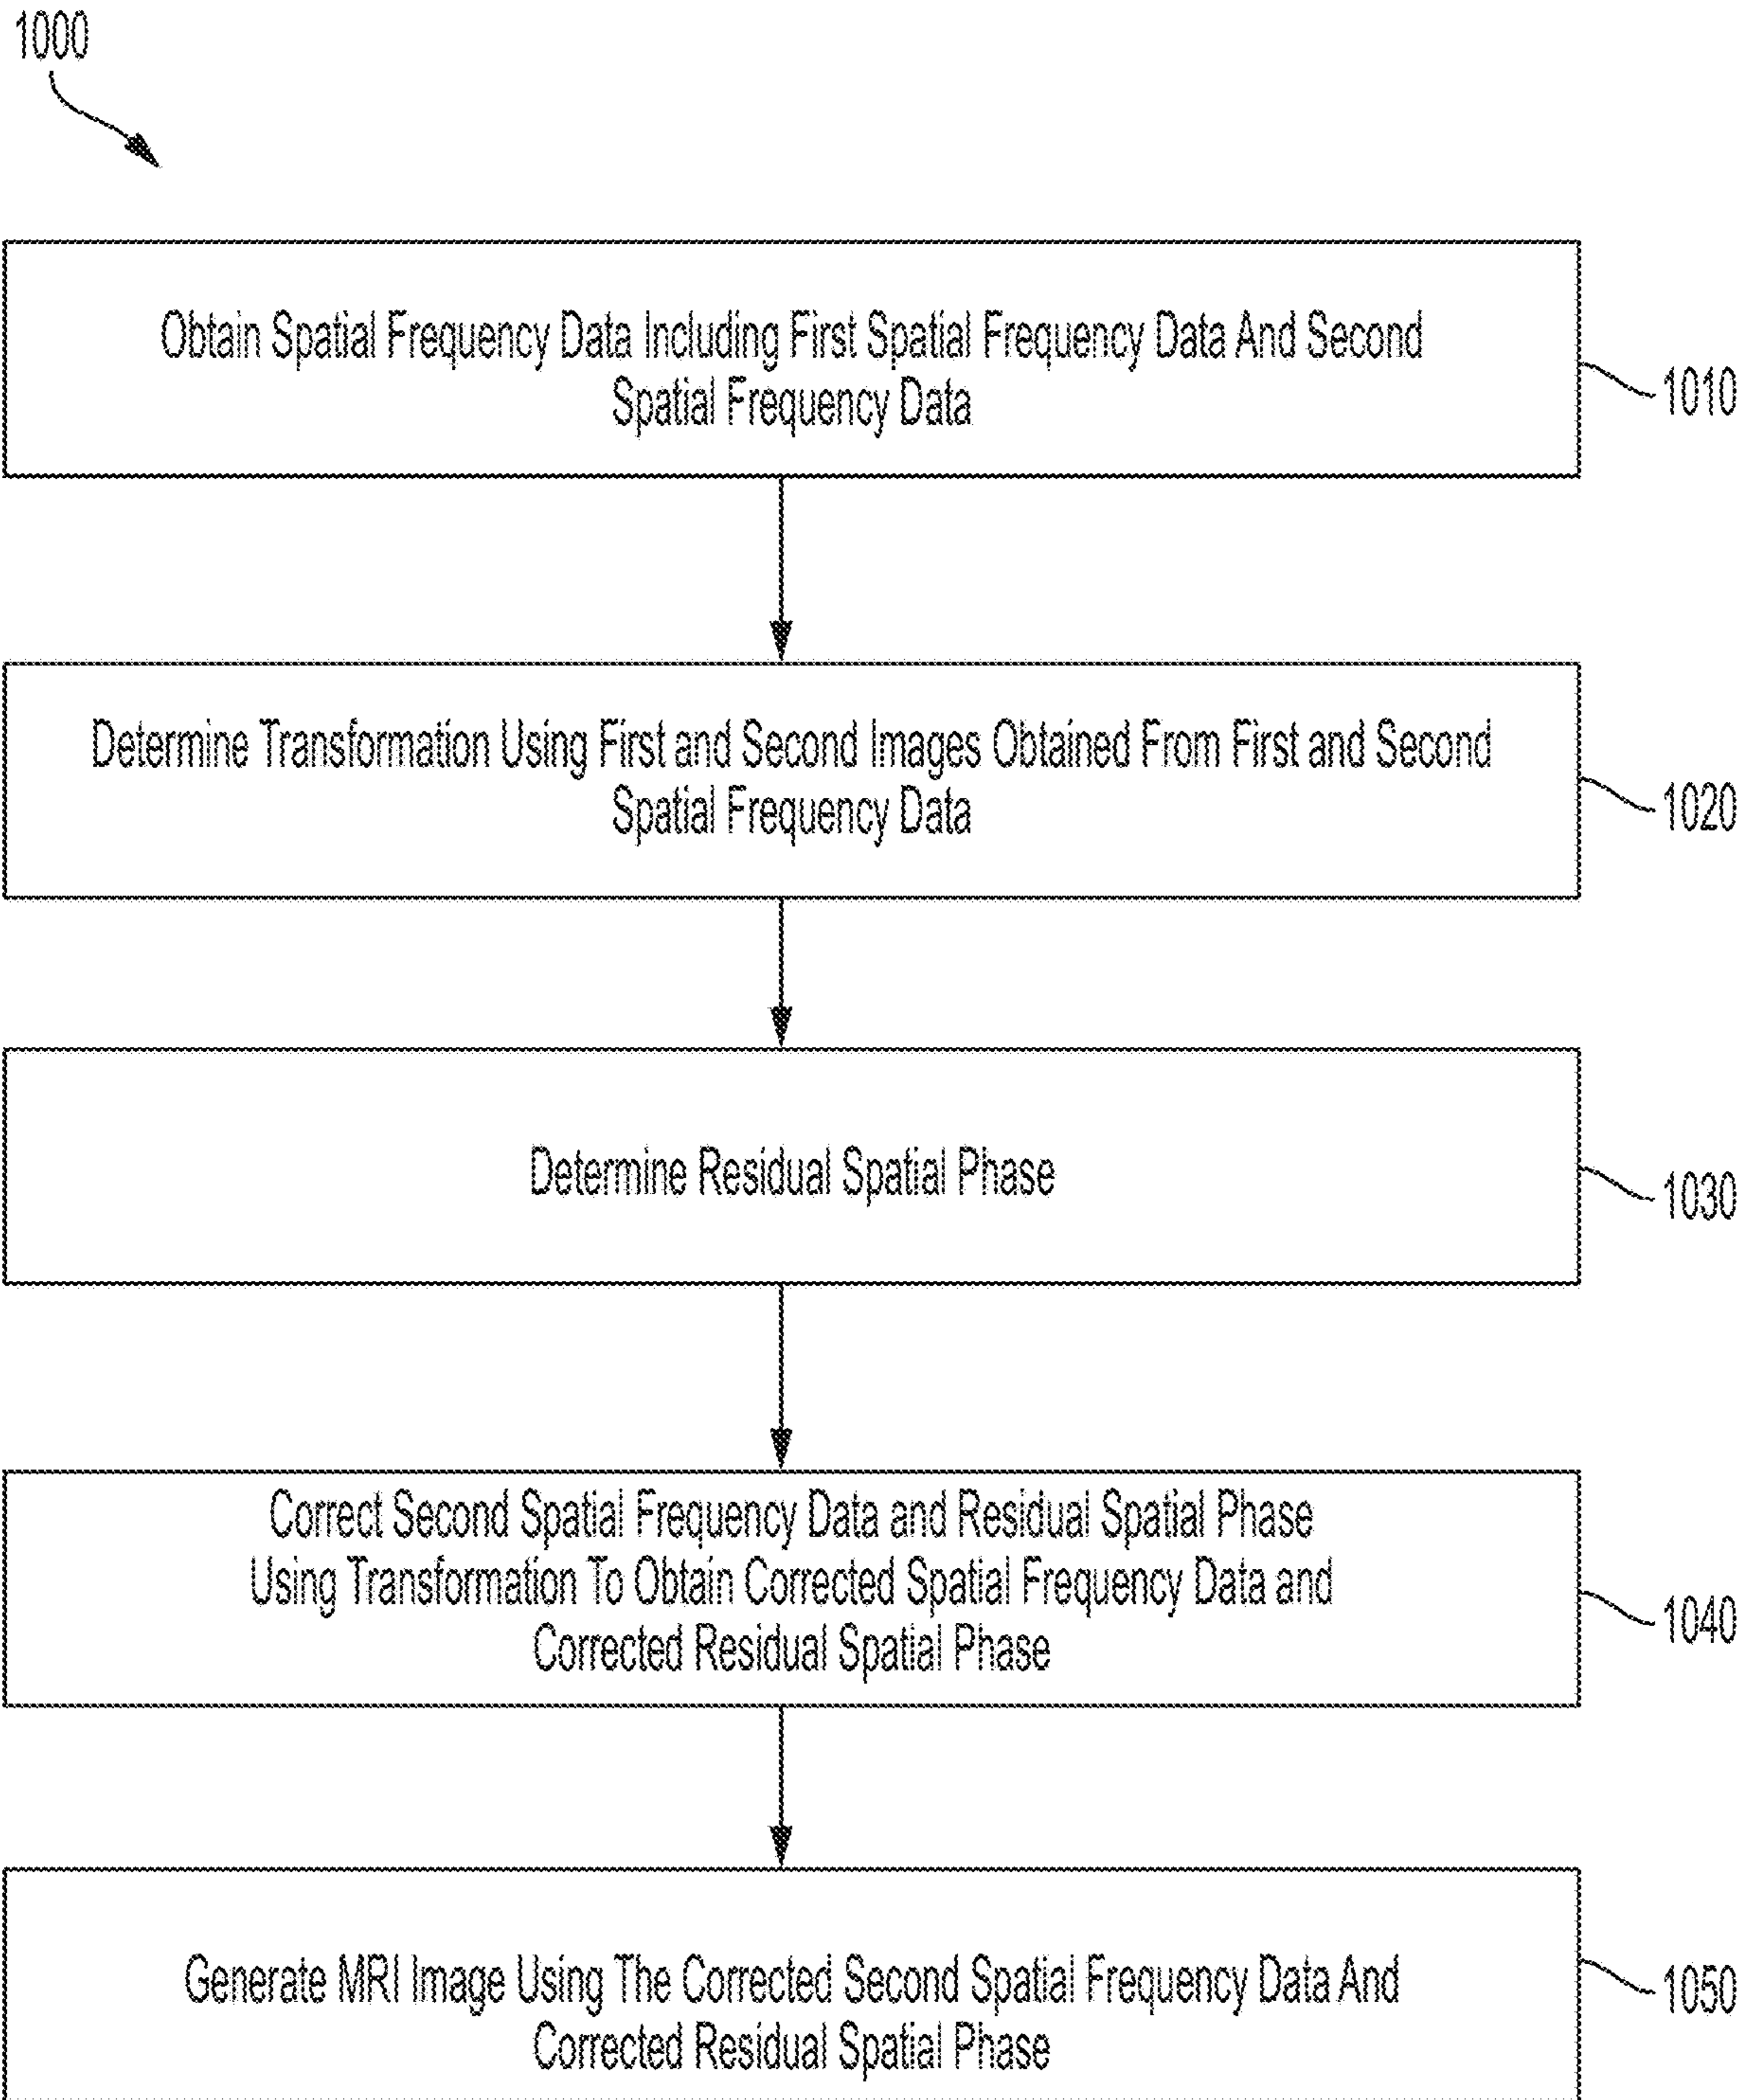 1000
Obtain Spatial Frequency Data Including First Spatial Frequency Data And Second
Spatial Frequency Data
1010
Determine Transformation Using First and Second Images Obtained From First and Second
Spatial Frequency Data
1020
Determine Residual Spatial Phase
1030
Correct Second Spatial Frequency Data and Residual Spatial Phase
Using Transformation To Obtain Corrected Spatial Frequency Data and
Corrected Residual Spatial Phase
1040
Generate MRI Image Using The Corrected Second Spatial Frequency Data And
Corrected Residual Spatial Phase
1050